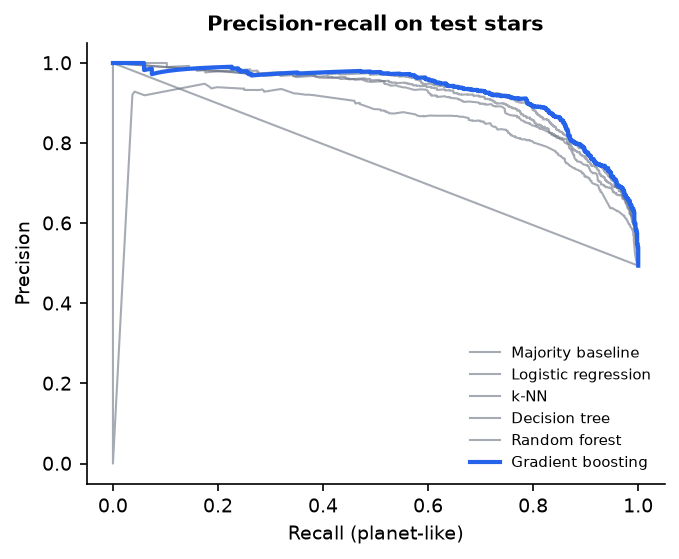 Precision-recall on test stars
Precision
1.0
0.8
0.6
0.4
0.2
0.0
Majority baseline
Logistic regression
k-NN
Decision tree
Random forest
Gradient boosting
0.0 0.2 0.4 0.6 0.8 1.0
Recall (planet-like)